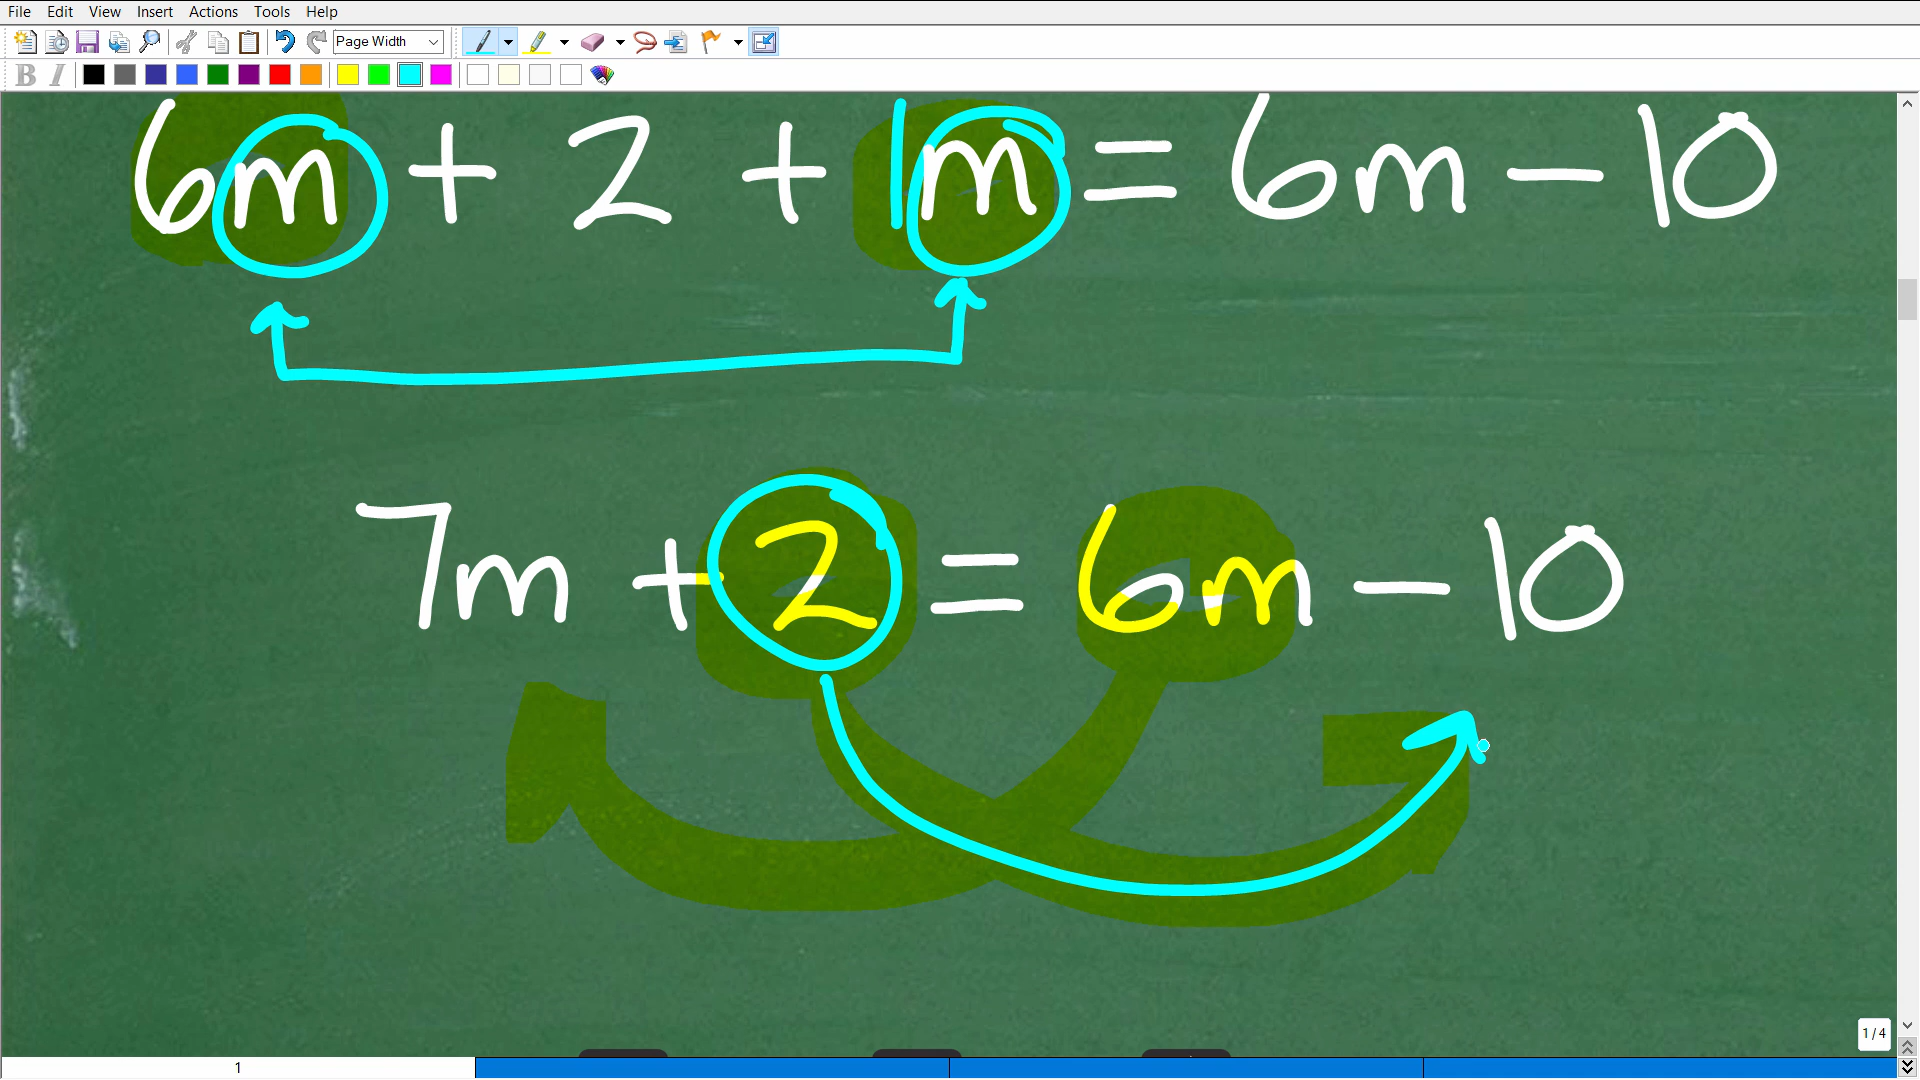 File Edit View Insert Actions Tools Help
Page Width
B I
6m + 2 + 1m = 6m - 10
7m + 2 = 6m - 10
1 / 4
1